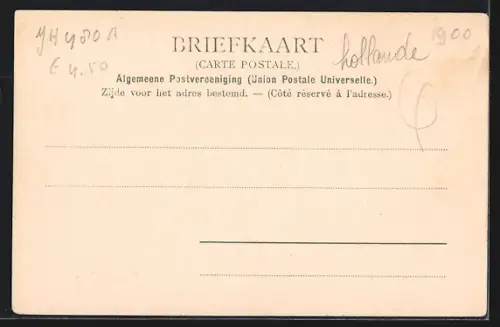 1900
BRIEFKAART
hollande
(CARTE POSTALE.)
€ 4.50
Algemeene Postvereeniging (Union Postale Universelle.)
Zijde voor het adres bestemd. — (Côté réservé à l'adresse.)